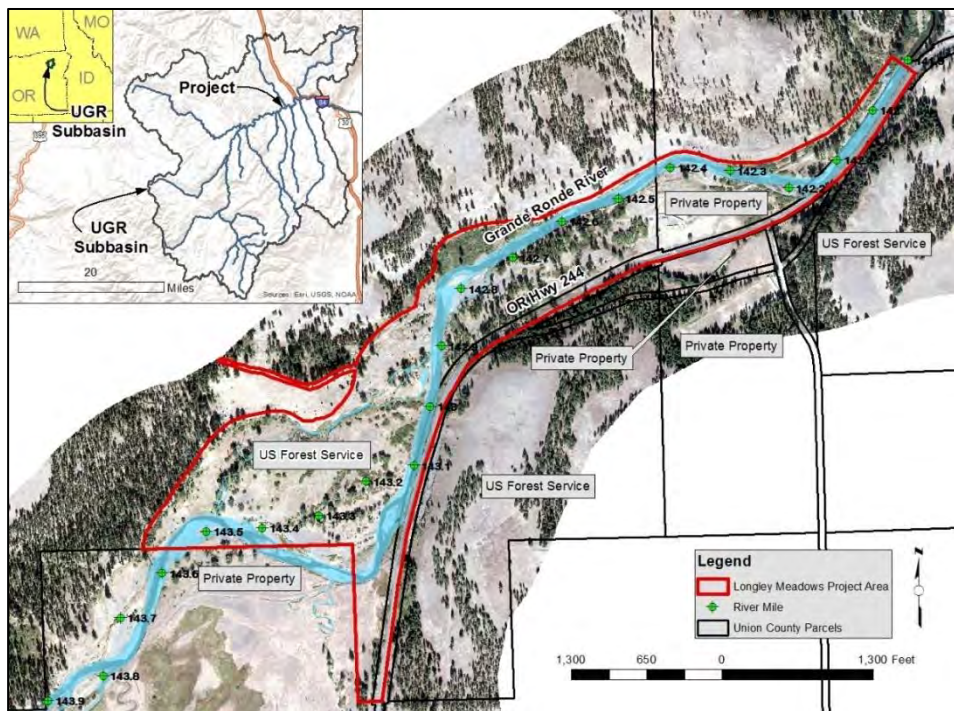 WA
MO
OR
ID
UGR
Subbasin
Project
UGR
Subbasin
20
Miles
Sources: Esri, USGS, NOAA
Grande Ronde River
OR/Hwy 244
142.4
142.3
142.2
142.5
142.6
142.7
142.8
143.1
143.2
143.4
143.5
143.6
143.7
143.8
143.9
Private Property
US Forest Service
Private Property
Private Property
US Forest Service
US Forest Service
Private Property
Legend
Longley Meadows Project Area
River Mile
Union County Parcels
N
1,300 650 0 1,300 Feet